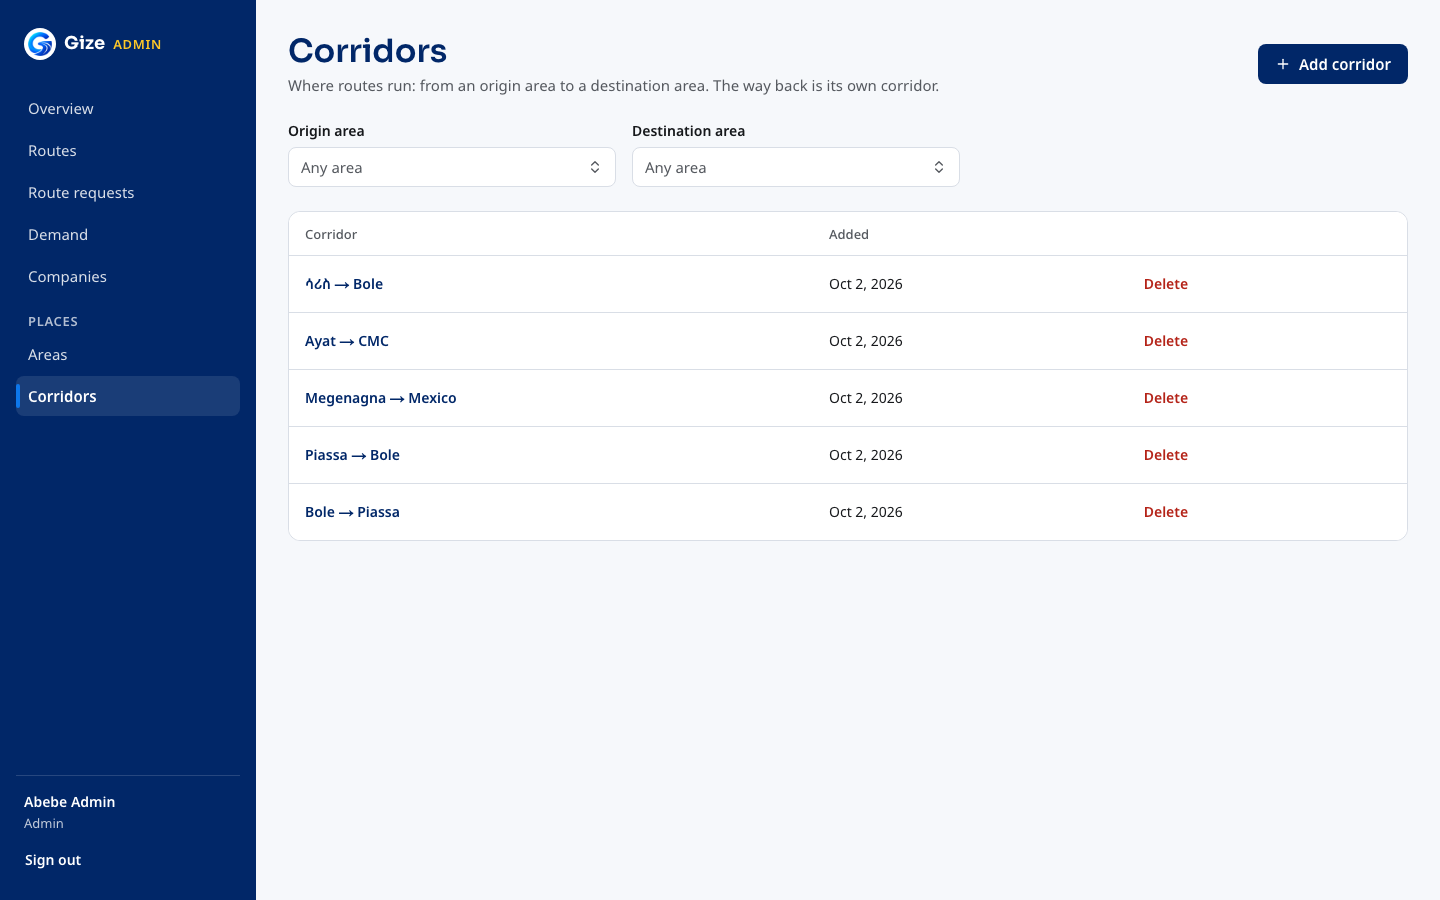 Gize ADMIN
Overview
Routes
Route requests
Demand
Companies
PLACES
Areas
Corridors
Abebe Admin
Admin
Sign out
Corridors
Where routes run: from an origin area to a destination area. The way back is its own corridor.
+ Add corridor
Origin area
Any area
Destination area
Any area
Corridor Added
ሳሪስ → Bole Oct 2, 2026 Delete
Ayat → CMC Oct 2, 2026 Delete
Megenagna → Mexico Oct 2, 2026 Delete
Piassa → Bole Oct 2, 2026 Delete
Bole → Piassa Oct 2, 2026 Delete